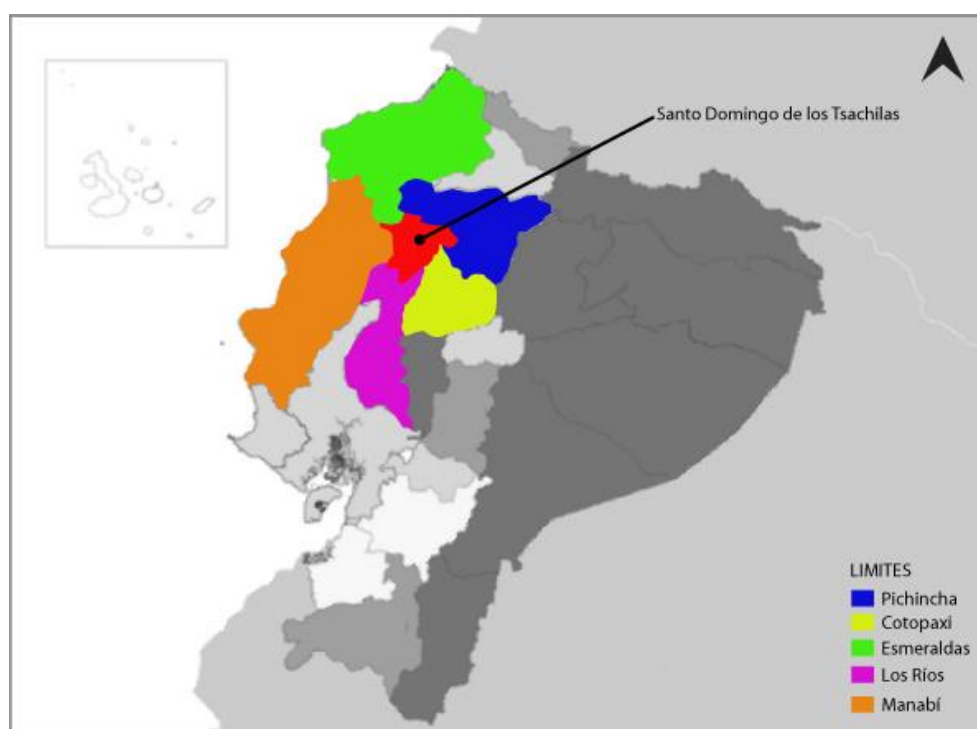 Santo Domingo de los Tsachilas
LIMITES
Pichincha
Cotopaxi
Esmeraldas
Los Ríos
Manabí